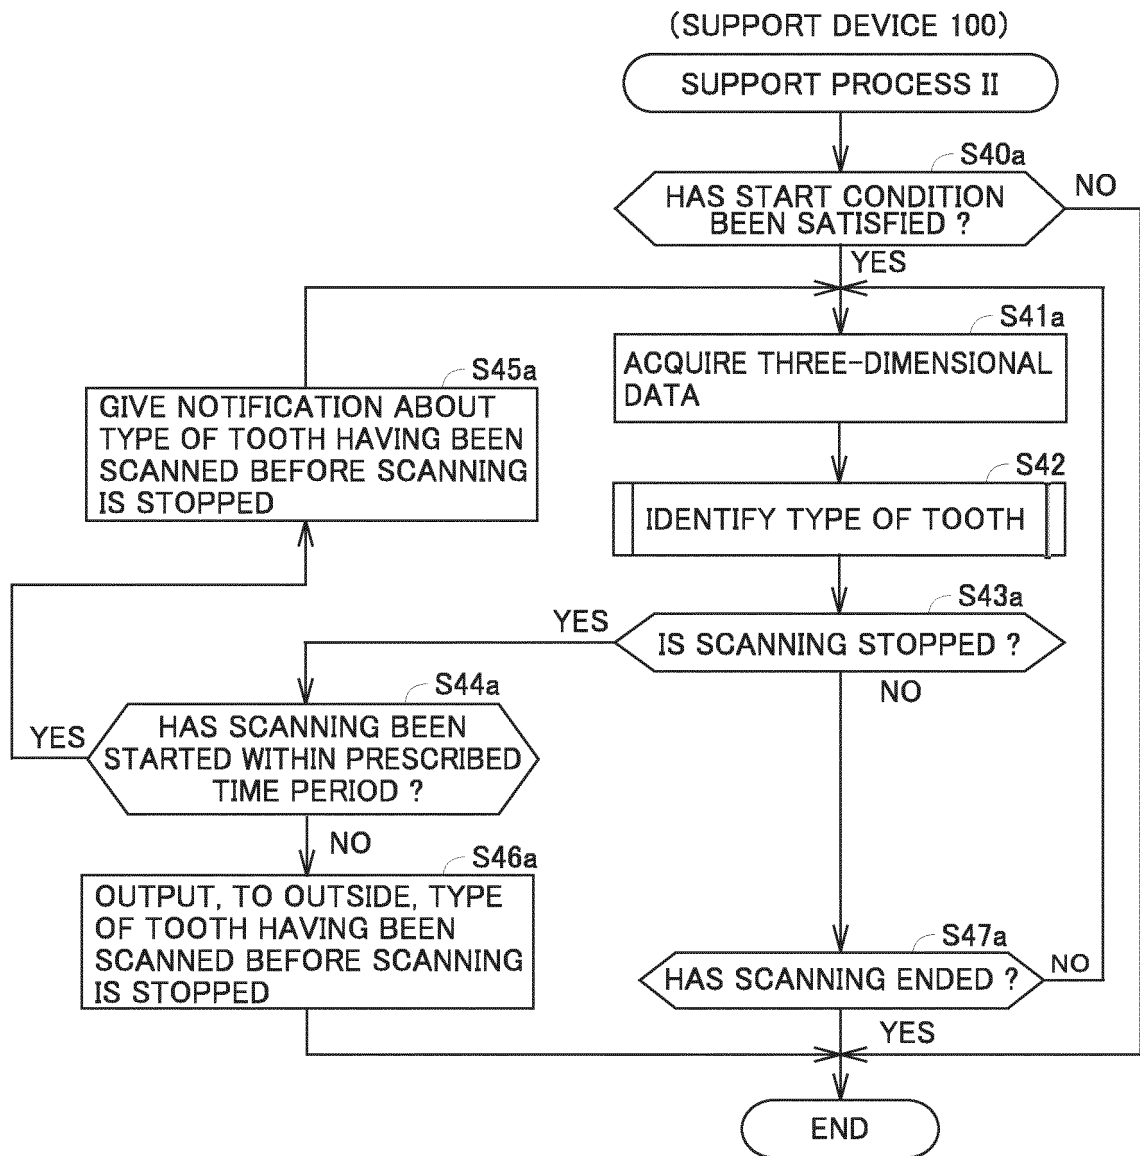 (SUPPORT DEVICE 100)
SUPPORT PROCESS II
S40a
HAS START CONDITION
BEEN SATISFIED ?
NO
YES
S41a
ACQUIRE THREE-DIMENSIONAL
DATA
S45a
GIVE NOTIFICATION ABOUT
TYPE OF TOOTH HAVING BEEN
SCANNED BEFORE SCANNING
IS STOPPED
S42
IDENTIFY TYPE OF TOOTH
S43a
YES
IS SCANNING STOPPED ?
NO
S44a
YES
HAS SCANNING BEEN
STARTED WITHIN PRESCRIBED
TIME PERIOD ?
NO
S46a
OUTPUT, TO OUTSIDE, TYPE
OF TOOTH HAVING BEEN
SCANNED BEFORE SCANNING
IS STOPPED
S47a
HAS SCANNING ENDED ?
NO
YES
END